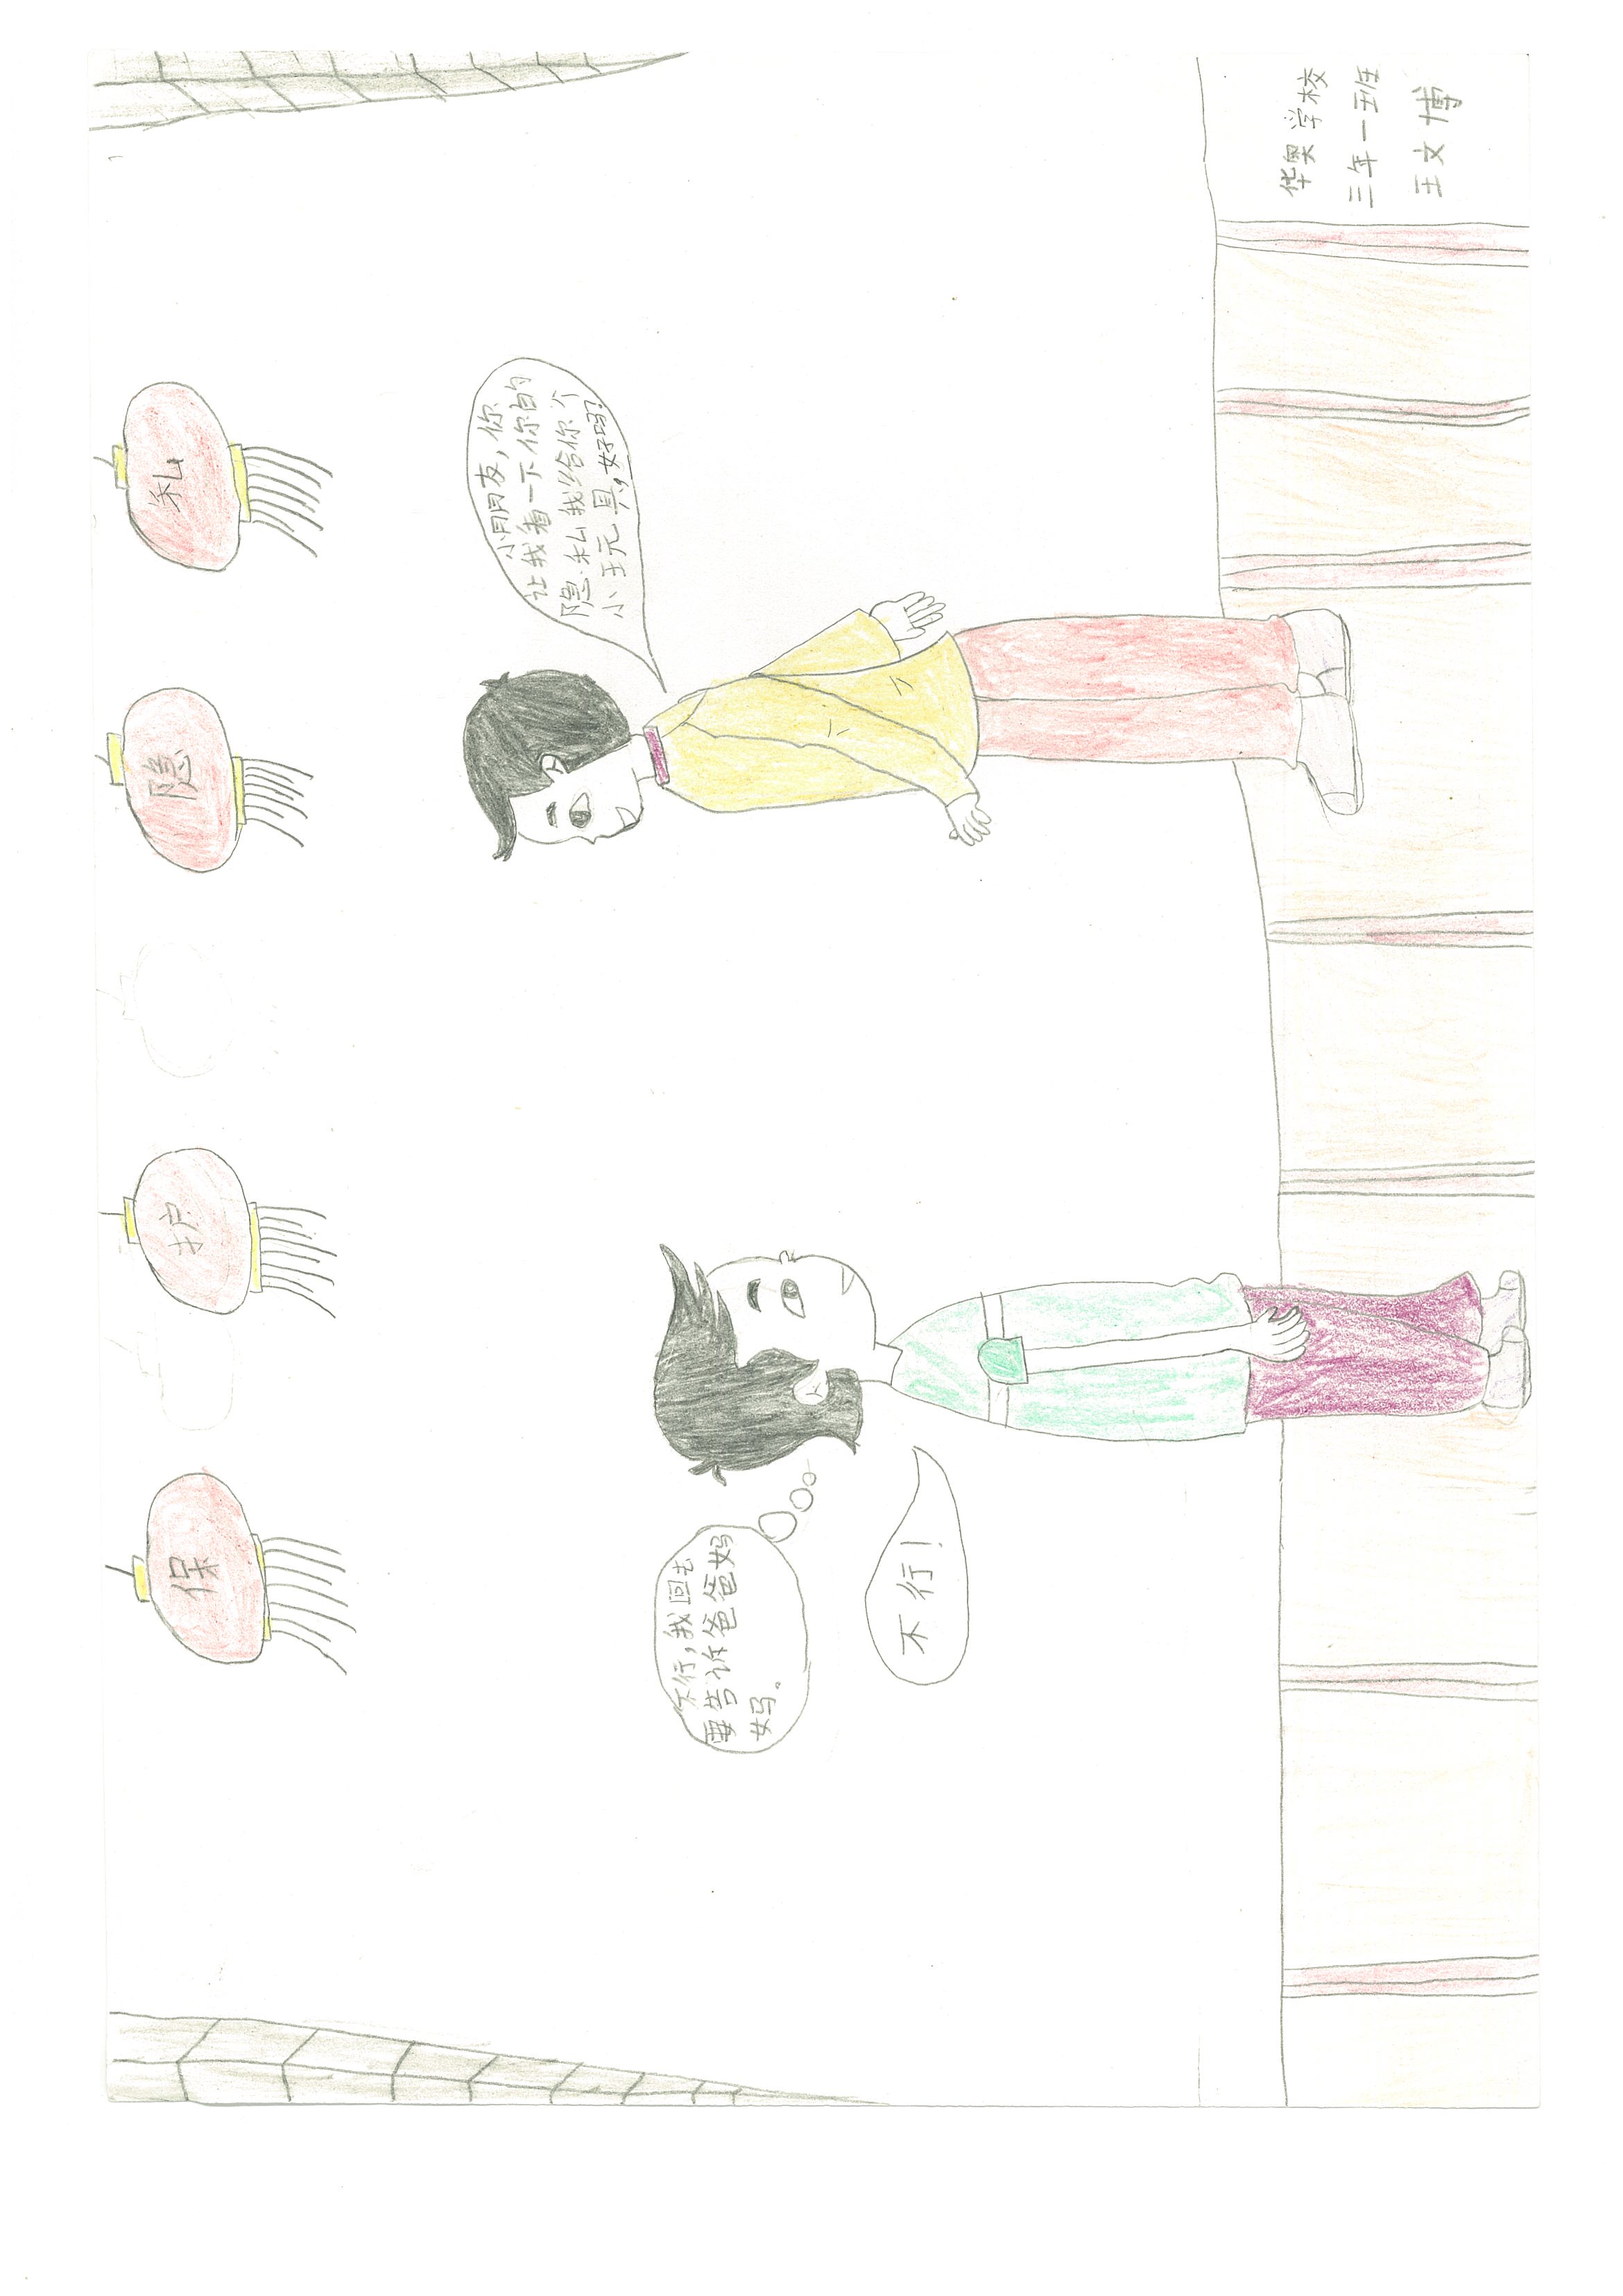 保 护 隐 私
不行，我回去
要告诉爸爸妈
妈。
不行！
小朋友，你
让我看一下你的
隐私我给你个
小玩具，好吗？
华奥学校
三年一班
王文博